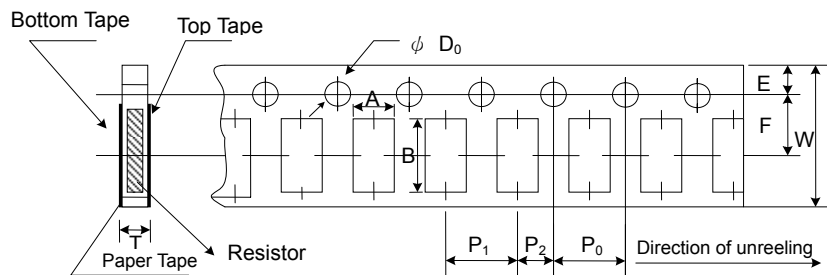 Bottom Tape
Top Tape
ψ D₀
A
B
E
F
W
T
Paper Tape
Resistor
P₁
P₂
P₀
Direction of unreeling